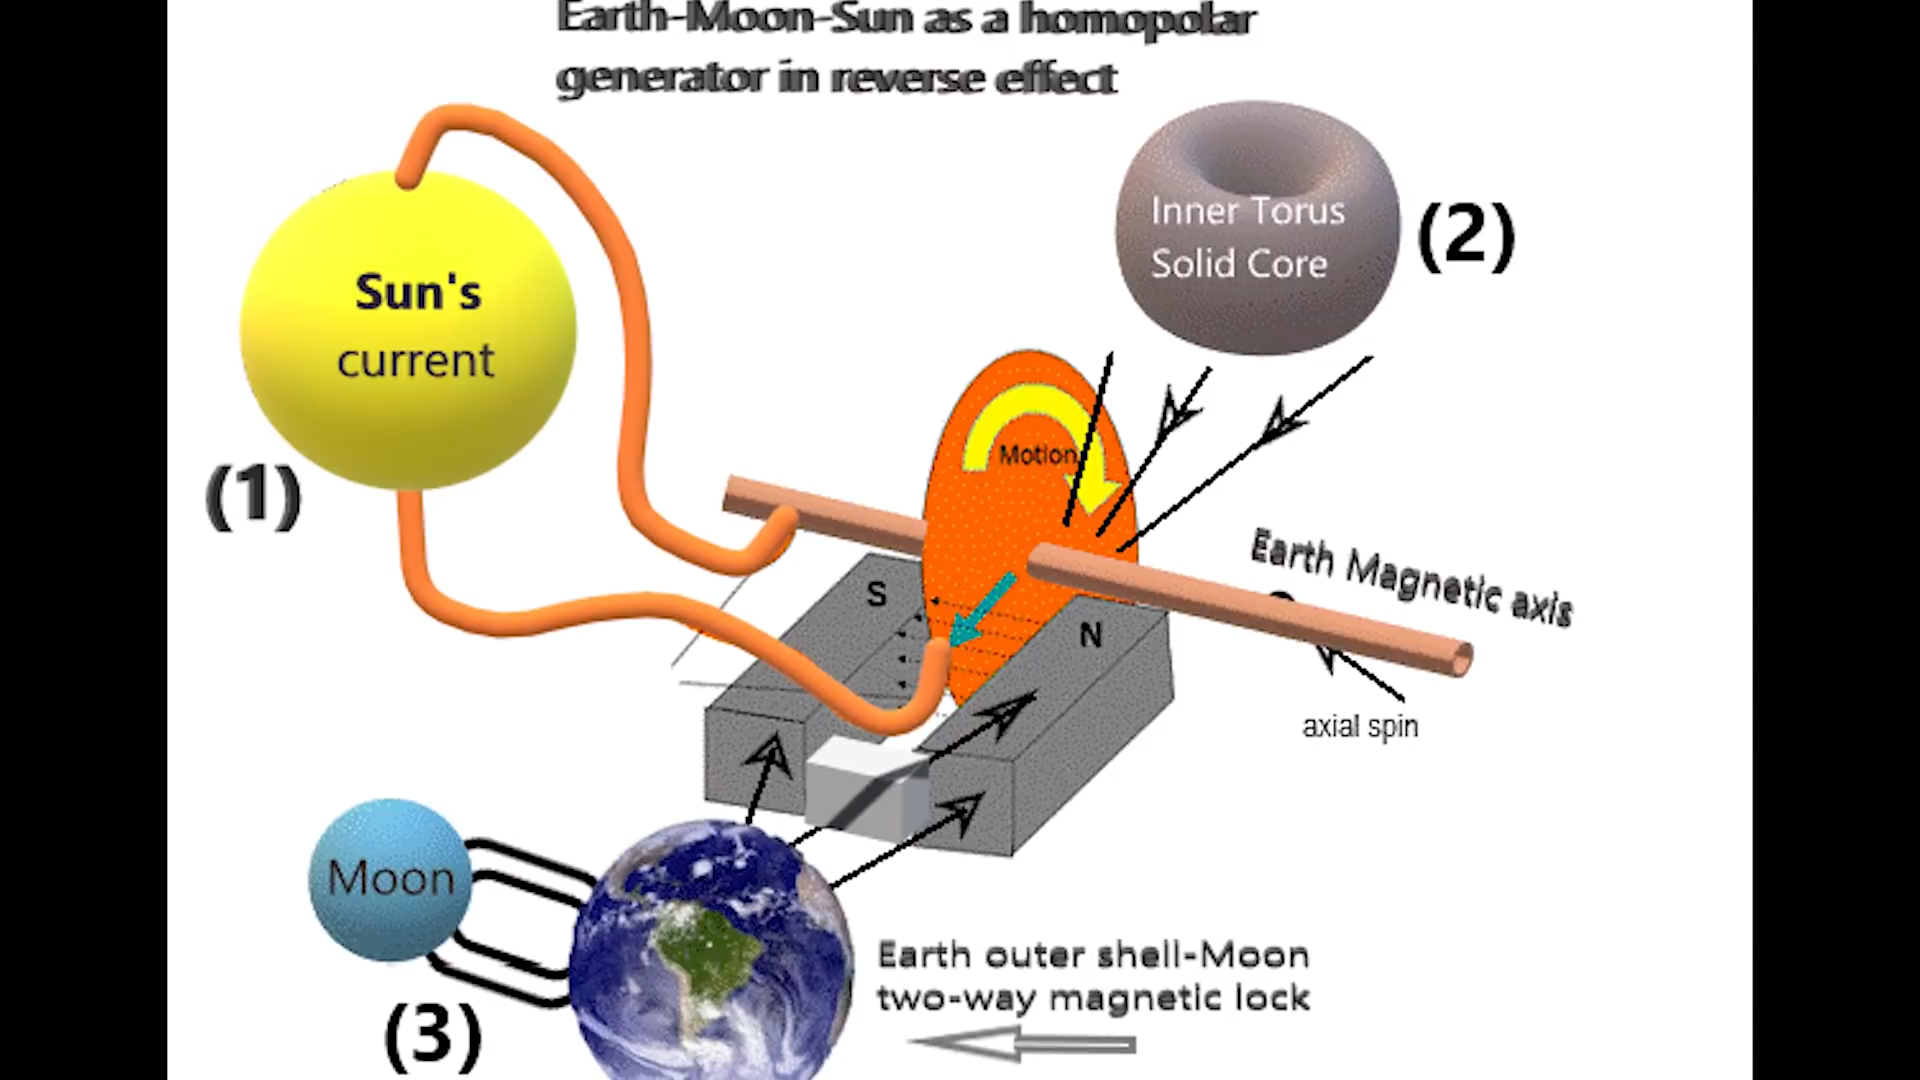 Earth-Moon-Sun as a homopolar
generator in reverse effect
Inner Torus
Solid Core
(2)
Sun's
current
(1)
Motion
Earth Magnetic axis
S
N
axial spin
Moon
(3)
Earth outer shell-Moon
two-way magnetic lock